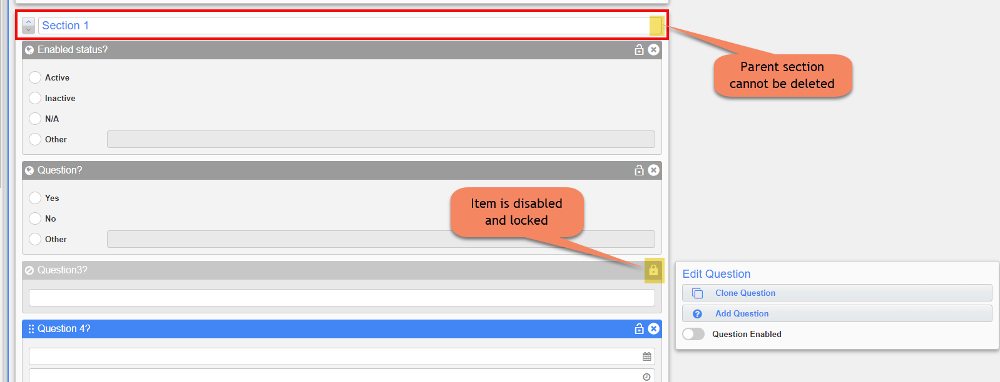 Section 1
Parent section
cannot be deleted
Enabled status?
Active
Inactive
N/A
Other
Question?
Yes
No
Other
Item is disabled
and locked
Question3?
Question 4?
Edit Question
Clone Question
Add Question
Question Enabled